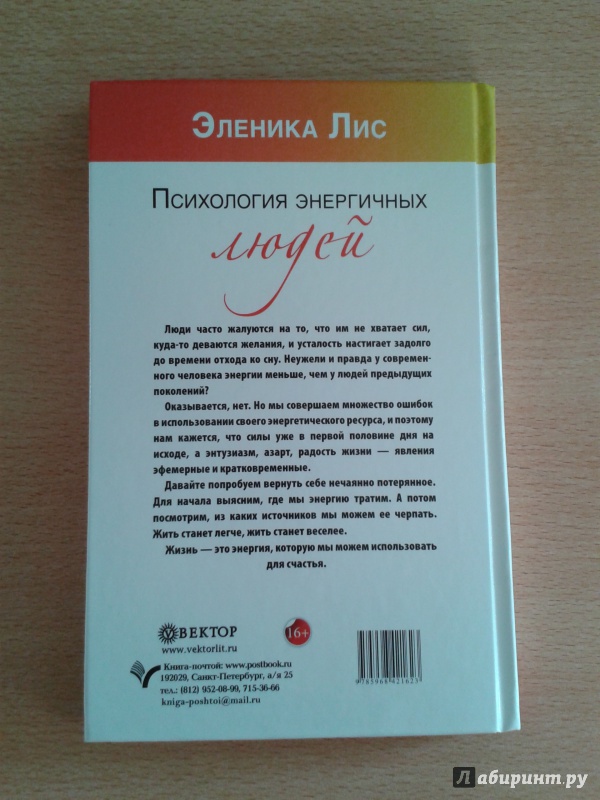 Эленика Лис
Психология энергичных
людей
Люди часто жалуются на то, что им не хватает сил,
куда-то деваются желания, и усталость настигает задолго
до времени отхода ко сну. Неужели и правда у современ-
ного человека энергии меньше, чем у людей предыдущих
поколений?
Оказывается, нет. Но мы совершаем множество ошибок
в использовании своего энергетического ресурса, и поэтому
нам кажется, что силы уже в первой половине дня на
исходе, а энтузиазм, азарт, радость жизни — явления
эфемерные и кратковременные.
Давайте попробуем вернуть себе нечаянно потерянное.
Для начала выясним, где мы энергию тратим. А потом
посмотрим, из каких источников мы можем ее черпать.
Жить станет легче, жить станет веселее.
Жизнь — это энергия, которую мы можем использовать
для счастья.
V ВЕКТОР
www.vektorlit.ru
16+
Книга-почтой: www.postbook.ru
192029, Санкт-Петербург, а/я 25
тел.: (812) 952-08-99, 715-36-66
kniga-poshtoi@mail.ru
9 785968 421623
Лабиринт.ру